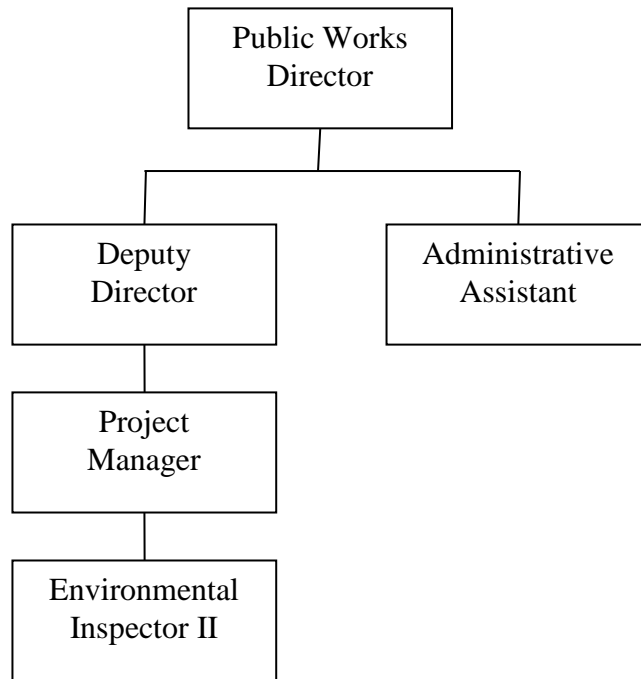 Public Works
Director
Deputy
Director
Administrative
Assistant
Project
Manager
Environmental
Inspector II